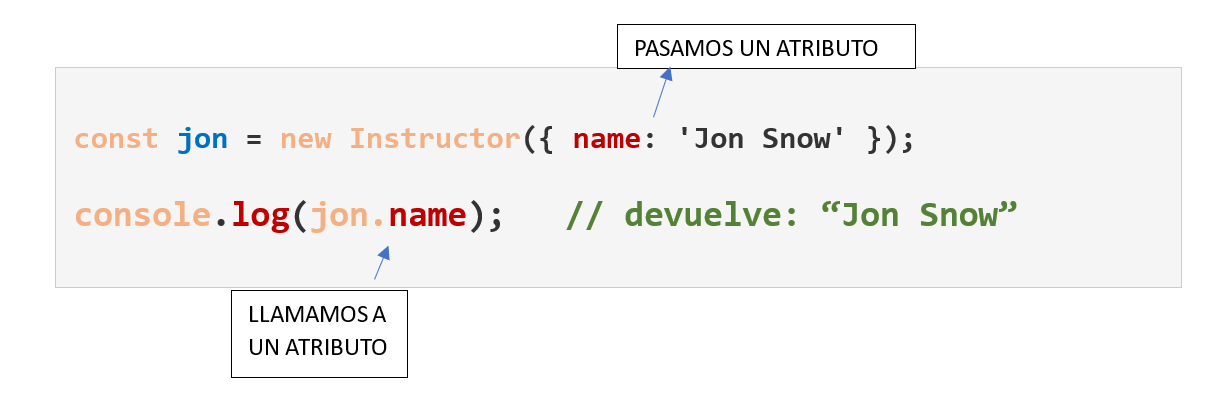 PASAMOS UN ATRIBUTO
const jon = new Instructor({ name: 'Jon Snow' });
console.log(jon.name);   // devuelve: “Jon Snow”
LLAMAMOS A
UN ATRIBUTO